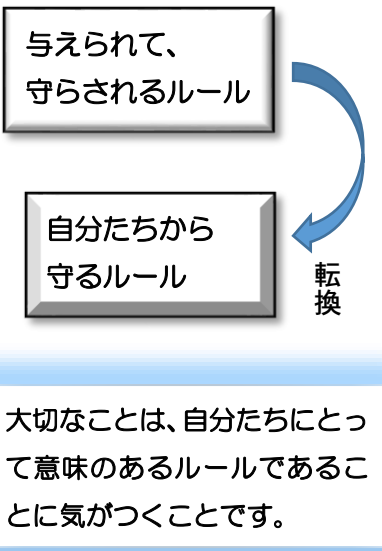 与えられて、
守らされるルール
自分たちから
守るルール
転換
大切なことは、自分たちにとっ
て意味のあるルールであるこ
とに気がつくことです。